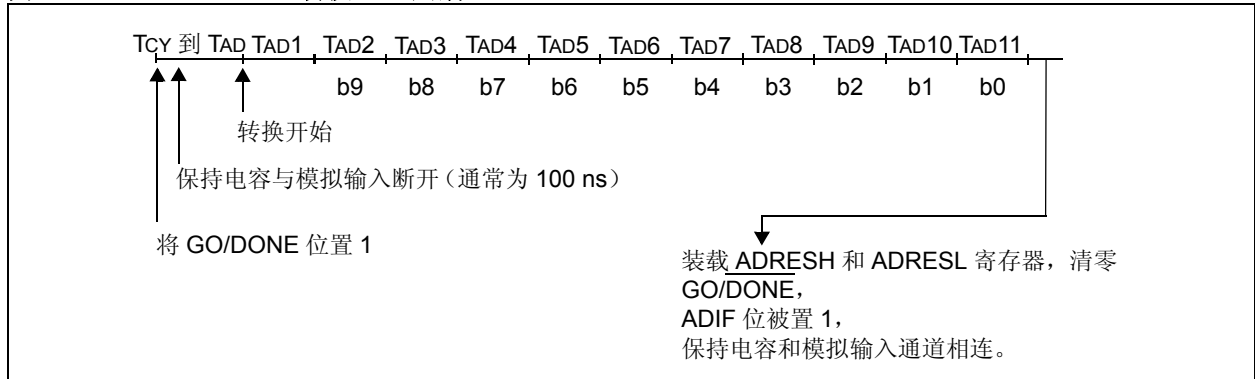 TCY 到 TAD TAD1 TAD2 TAD3 TAD4 TAD5 TAD6 TAD7 TAD8 TAD9 TAD10 TAD11
b9 b8 b7 b6 b5 b4 b3 b2 b1 b0
转换开始
保持电容与模拟输入断开（通常为 100 ns）
将 GO/DONE 位置 1
装载 ADRESH 和 ADRESL 寄存器，清零
GO/DONE，
ADIF 位被置 1，
保持电容和模拟输入通道相连。